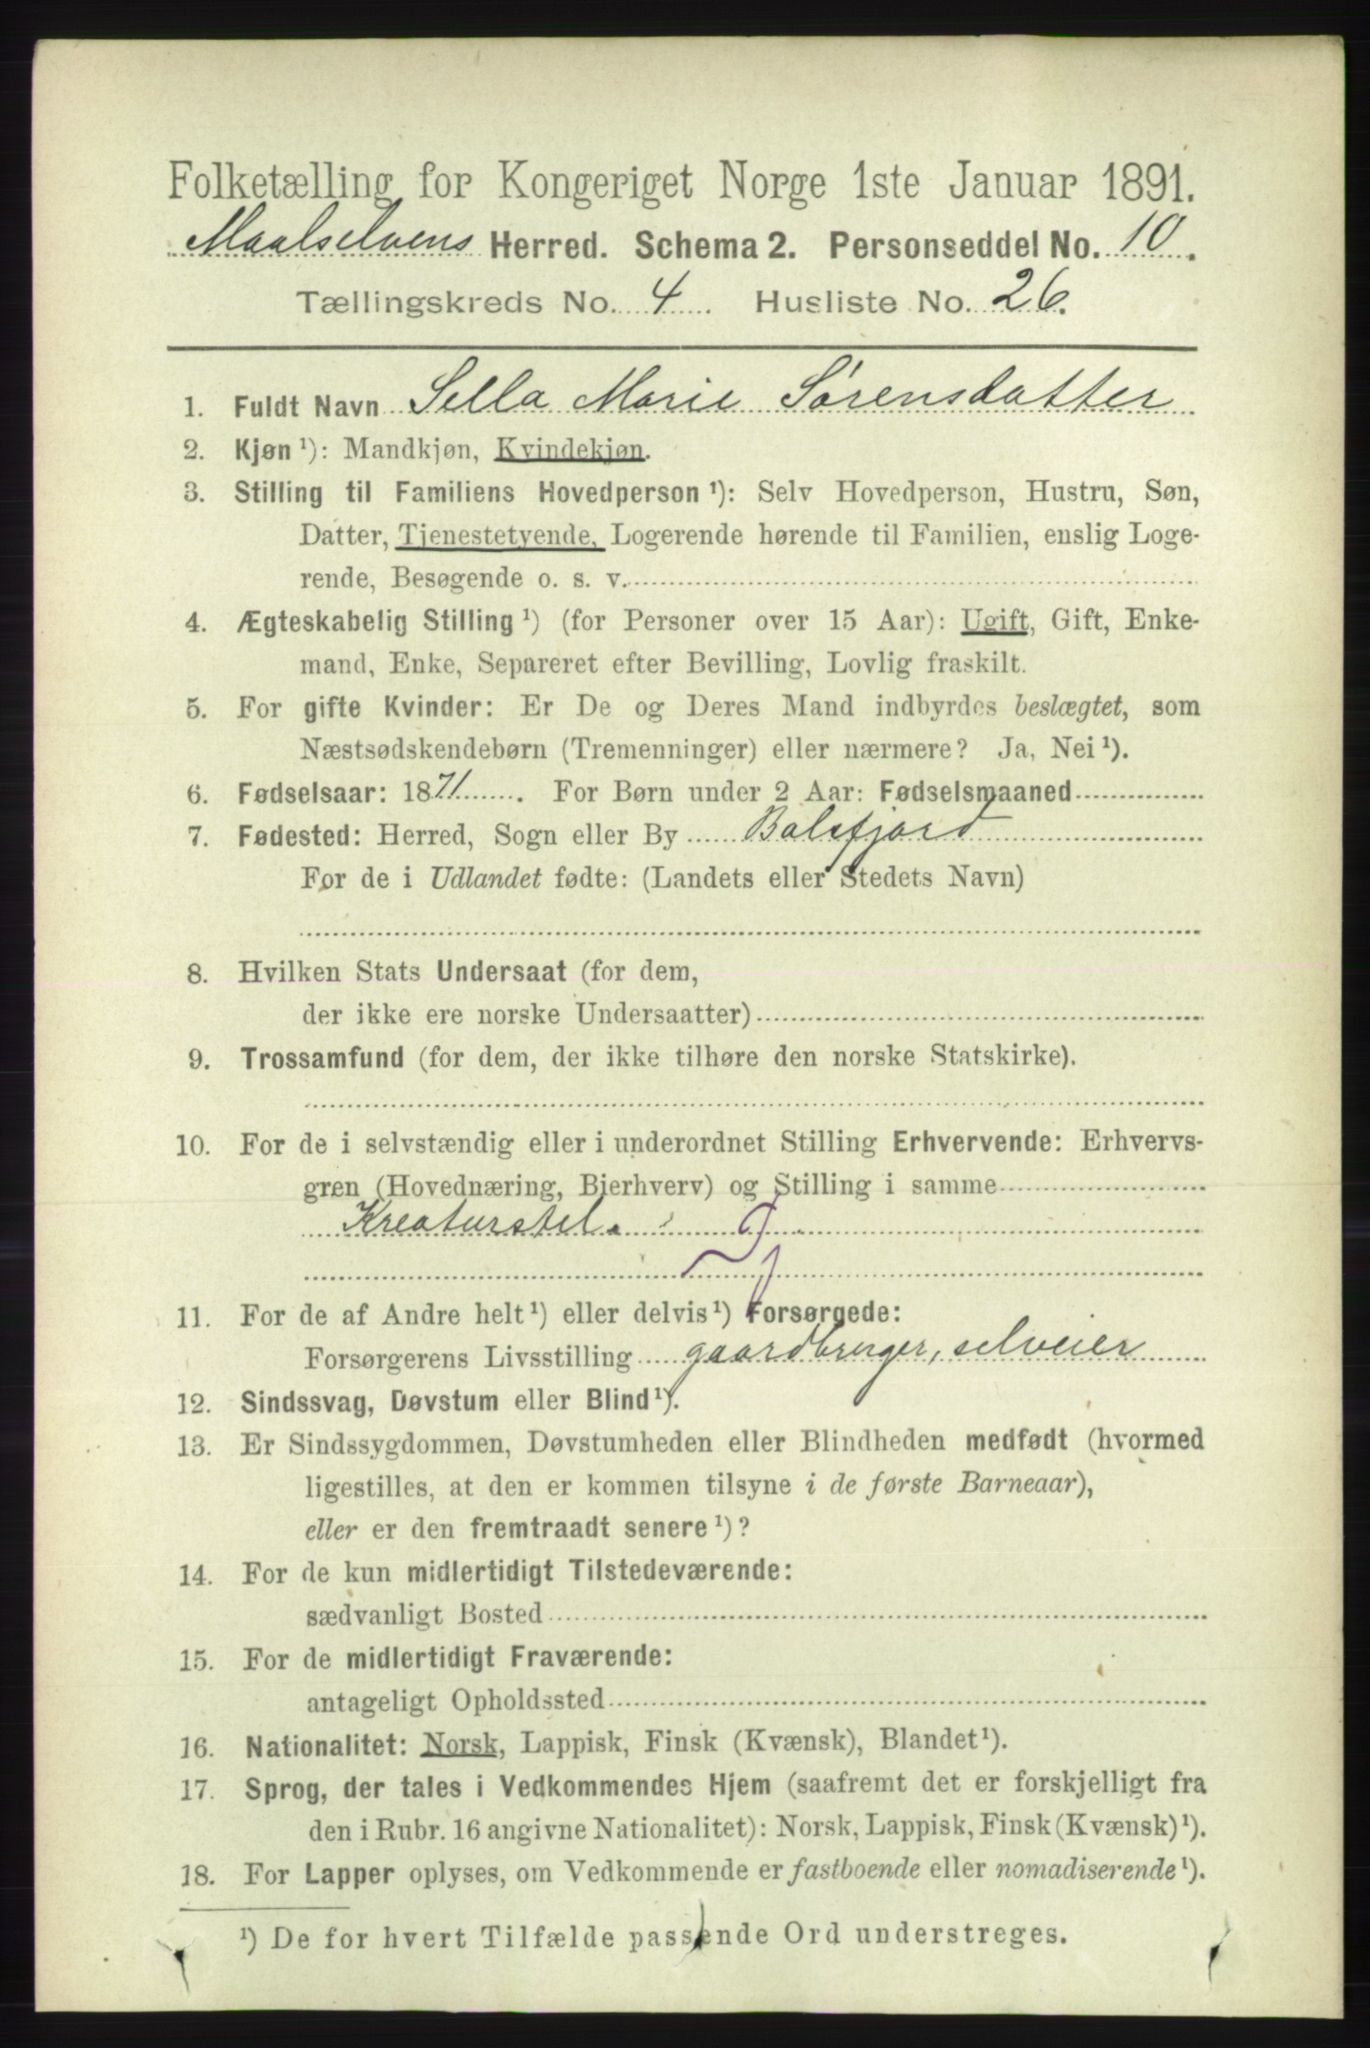 Folketælling for Kongeriget Norge 1ste Januar 1891.
Maalselvens Herred. Schema 2. Personseddel No. 10.
Tællingskreds No. 4. Husliste No. 26.
1. Fuldt Navn Sella Marie Sørensdatter
2. Kjøn ¹): Mandkjøn, Kvindekjøn.
3. Stilling til Familiens Hovedperson ¹): Selv Hovedperson, Hustru, Søn,
Datter, Tjenestetyende, Logerende hørende til Familien, enslig Loge-
rende, Besøgende o. s. v.
4. Ægteskabelig Stilling ¹) (for Personer over 15 Aar): Ugift, Gift, Enke-
mand, Enke, Separeret efter Bevilling, Lovlig fraskilt.
5. For gifte Kvinder: Er De og Deres Mand indbyrdes beslægtet, som
Næstsødskendebørn (Tremenninger) eller nærmere? Ja, Nei ¹).
6. Fødselsaar: 1871. For Børn under 2 Aar: Fødselsmaaned
7. Fødested: Herred, Sogn eller By Balsfjord
For de i Udlandet fødte: (Landets eller Stedets Navn)
8. Hvilken Stats Undersaat (for dem,
der ikke ere norske Undersaatter)
9. Trossamfund (for dem, der ikke tilhøre den norske Statskirke).
10. For de i selvstændig eller i underordnet Stilling Erhvervende: Erhvervs-
gren (Hovednæring, Bierhverv) og Stilling i samme
Kreaturstel.
11. For de af Andre helt ¹) eller delvis ¹) Forsørgede:
Forsørgerens Livsstilling gaardbruger, selveier
12. Sindssvag, Døvstum eller Blind ¹).
13. Er Sindssygdommen, Døvstumheden eller Blindheden medfødt (hvormed
ligestilles, at den er kommen tilsyne i de første Barneaar),
eller er den fremtraadt senere ¹)?
14. For de kun midlertidigt Tilstedeværende:
sædvanligt Bosted
15. For de midlertidigt Fraværende:
antageligt Opholdssted
16. Nationalitet: Norsk, Lappisk, Finsk (Kvænsk), Blandet ¹).
17. Sprog, der tales i Vedkommendes Hjem (saafremt det er forskjelligt fra
den i Rubr. 16 angivne Nationalitet): Norsk, Lappisk, Finsk (Kvænsk) ¹).
18. For Lapper oplyses, om Vedkommende er fastboende eller nomadiserende ¹).
¹) De for hvert Tilfælde passende Ord understreges.